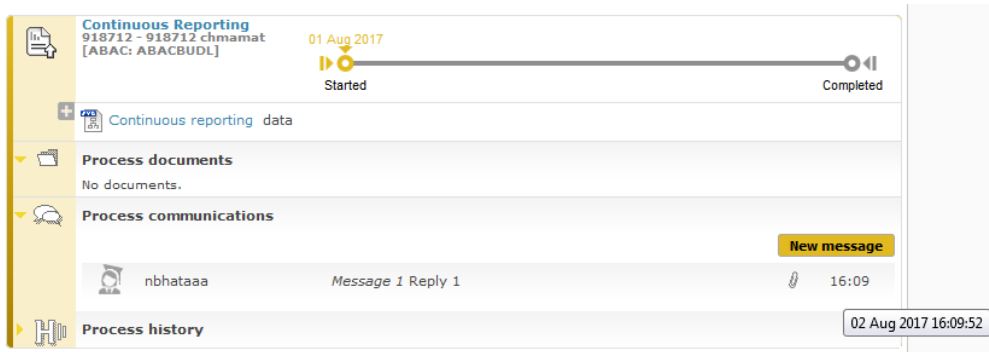 Continuous Reporting
918712 - 918712 chmamat
[ABAC: ABACBUDL]
01 Aug 2017
Started
Completed
Continuous reporting data
Process documents
No documents.
Process communications
New message
nbhataaa Message 1 Reply 1 16:09
Process history
02 Aug 2017 16:09:52